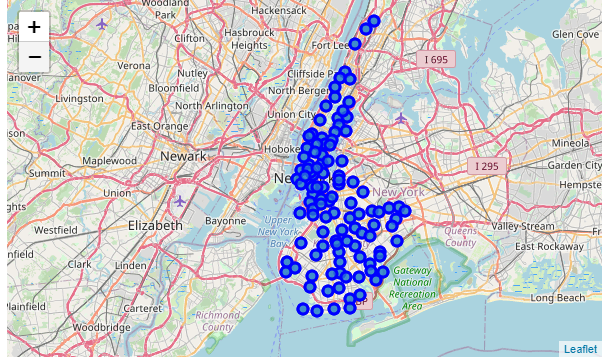 Woodland
Park
Hackensack
Glen Cove
Clifton
Hasbrouck
Heights
Fort Lee
I 695
Verona
Nutley
Cliffside
Bloomfield
North Bergen
Livingston
North Arlington
Union City
East Orange
Mineola
Maplewood
Newark
Hoboken
I 295
Garden City
Summit
Union
New York
Hempste
Elizabeth
Bayonne
Upper
New York
Bay
Westfield
Queens
County
Valley Stream
East Rockaway
Clark
Linden
Gateway
National
Recreation
Area
Long Beach
Carteret
Richmond
County
Woodbridge
+
−
Leaflet